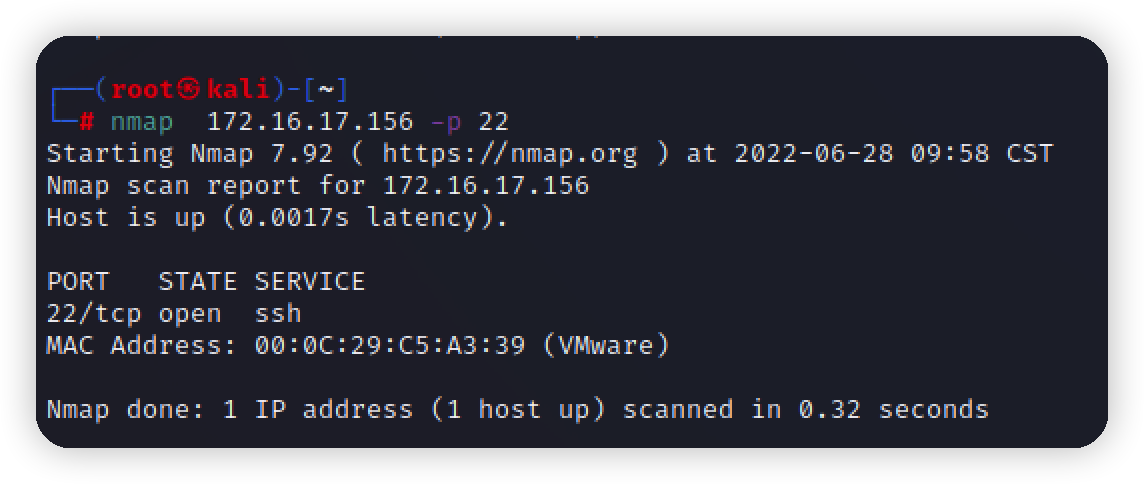 ┌──(root㉿kali)-[~]
└─# nmap  172.16.17.156 -p 22
Starting Nmap 7.92 ( https://nmap.org ) at 2022-06-28 09:58 CST
Nmap scan report for 172.16.17.156
Host is up (0.0017s latency).
PORT   STATE SERVICE
22/tcp open  ssh
MAC Address: 00:0C:29:C5:A3:39 (VMware)
Nmap done: 1 IP address (1 host up) scanned in 0.32 seconds